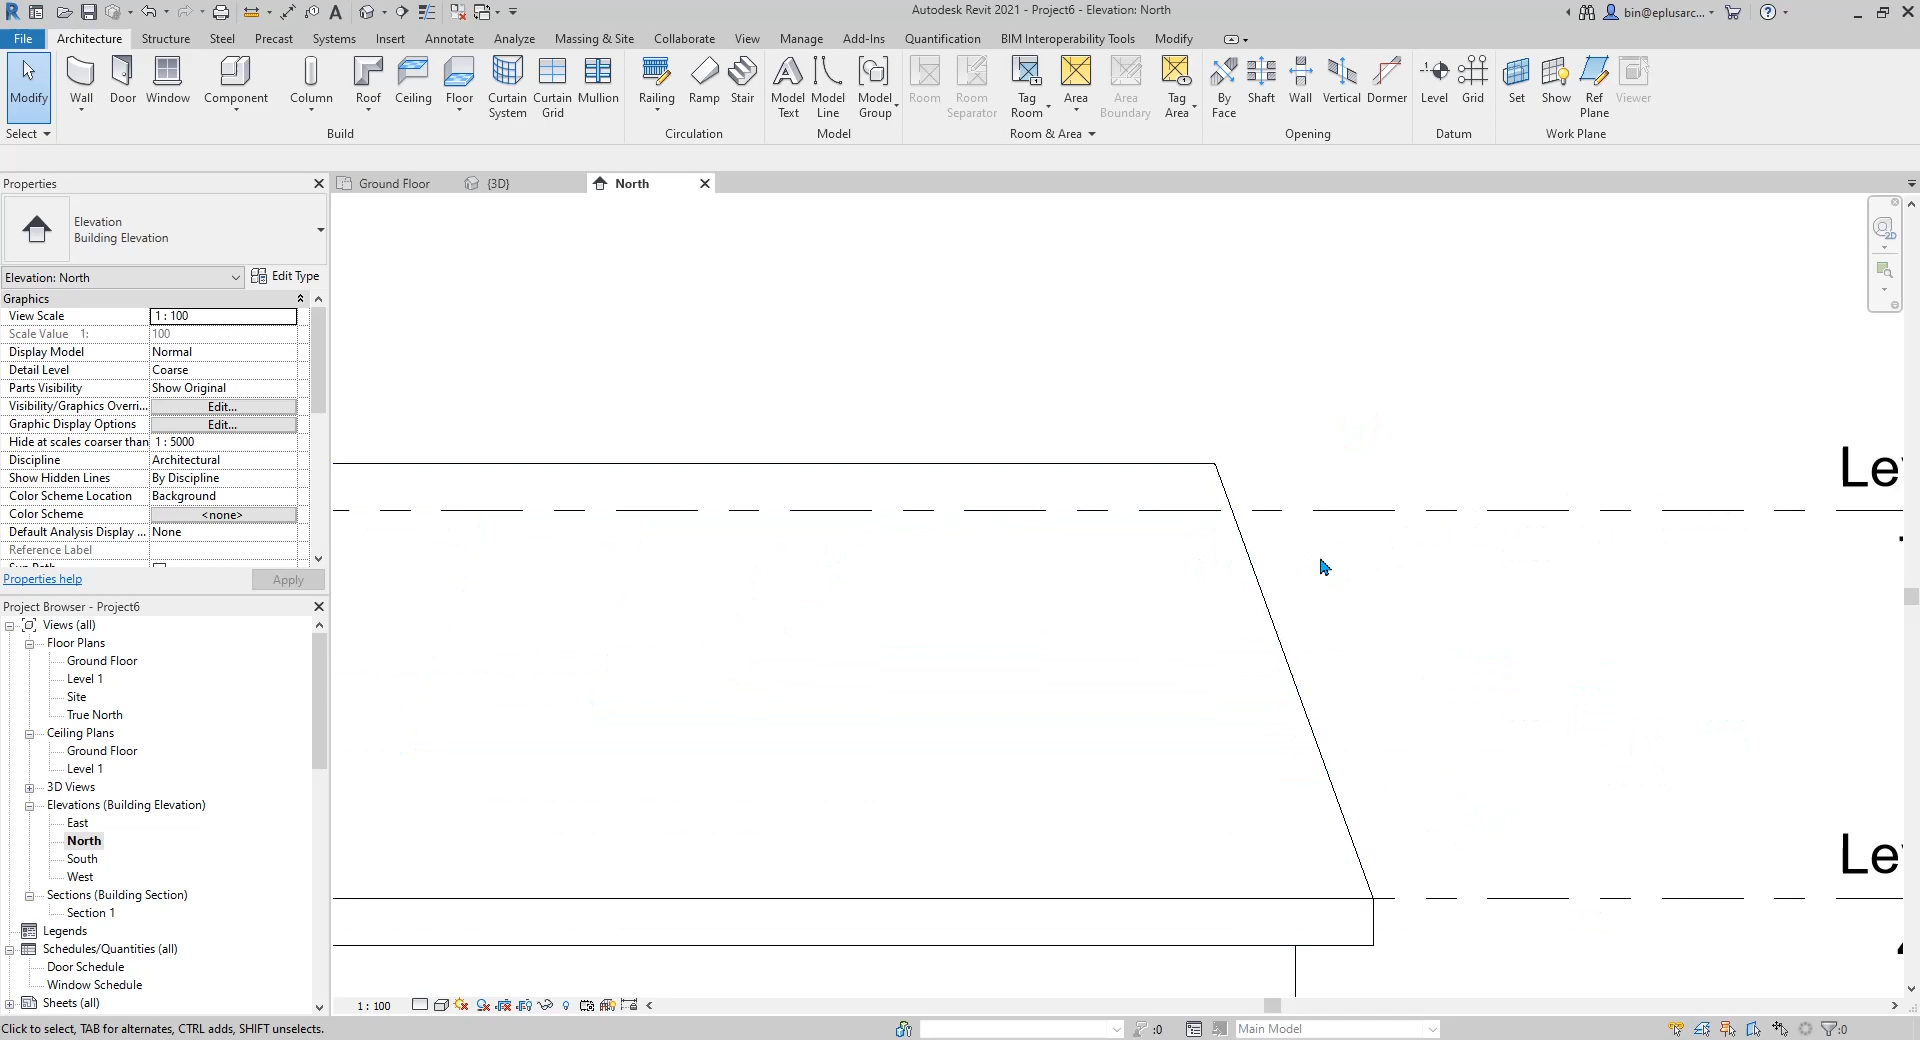 Autodesk Revit 2021 - Project6 - Elevation: North
bin@eplusarc...
File Architecture Structure Steel Precast Systems Insert Annotate Analyze Massing & Site Collaborate View Manage Add-Ins Quantification BIM Interoperability Tools Modify
Modify
Wall
Door
Window
Component
Column
Roof
Ceiling
Floor
Curtain System
Curtain Grid
Mullion
Railing
Ramp
Stair
Model Text
Model Line
Model Group
Room
Room Separator
Tag Room
Area
Area Boundary
Tag Area
By Face
Shaft
Wall
Vertical
Dormer
Level
Grid
Set
Show
Ref Plane
Viewer
Select
Build
Circulation
Model
Room & Area
Opening
Datum
Work Plane
Properties
Ground Floor
{3D}
North
Elevation
Building Elevation
Elevation: North
Edit Type
Graphics
View Scale 1 : 100
Scale Value 1: 100
Display Model Normal
Detail Level Coarse
Parts Visibility Show Original
Visibility/Graphics Overri... Edit...
Graphic Display Options Edit...
Hide at scales coarser than 1 : 5000
Discipline Architectural
Show Hidden Lines By Discipline
Color Scheme Location Background
Color Scheme <none>
Default Analysis Display ... None
Reference Label
Properties help
Apply
Project Browser - Project6
Views (all)
Floor Plans
Ground Floor
Level 1
Site
True North
Ceiling Plans
Ground Floor
Level 1
3D Views
Elevations (Building Elevation)
East
North
South
West
Sections (Building Section)
Section 1
Legends
Schedules/Quantities (all)
Door Schedule
Window Schedule
Sheets (all)
Le
Le
1 : 100
Click to select, TAB for alternates, CTRL adds, SHIFT unselects.
:0
Main Model
:0